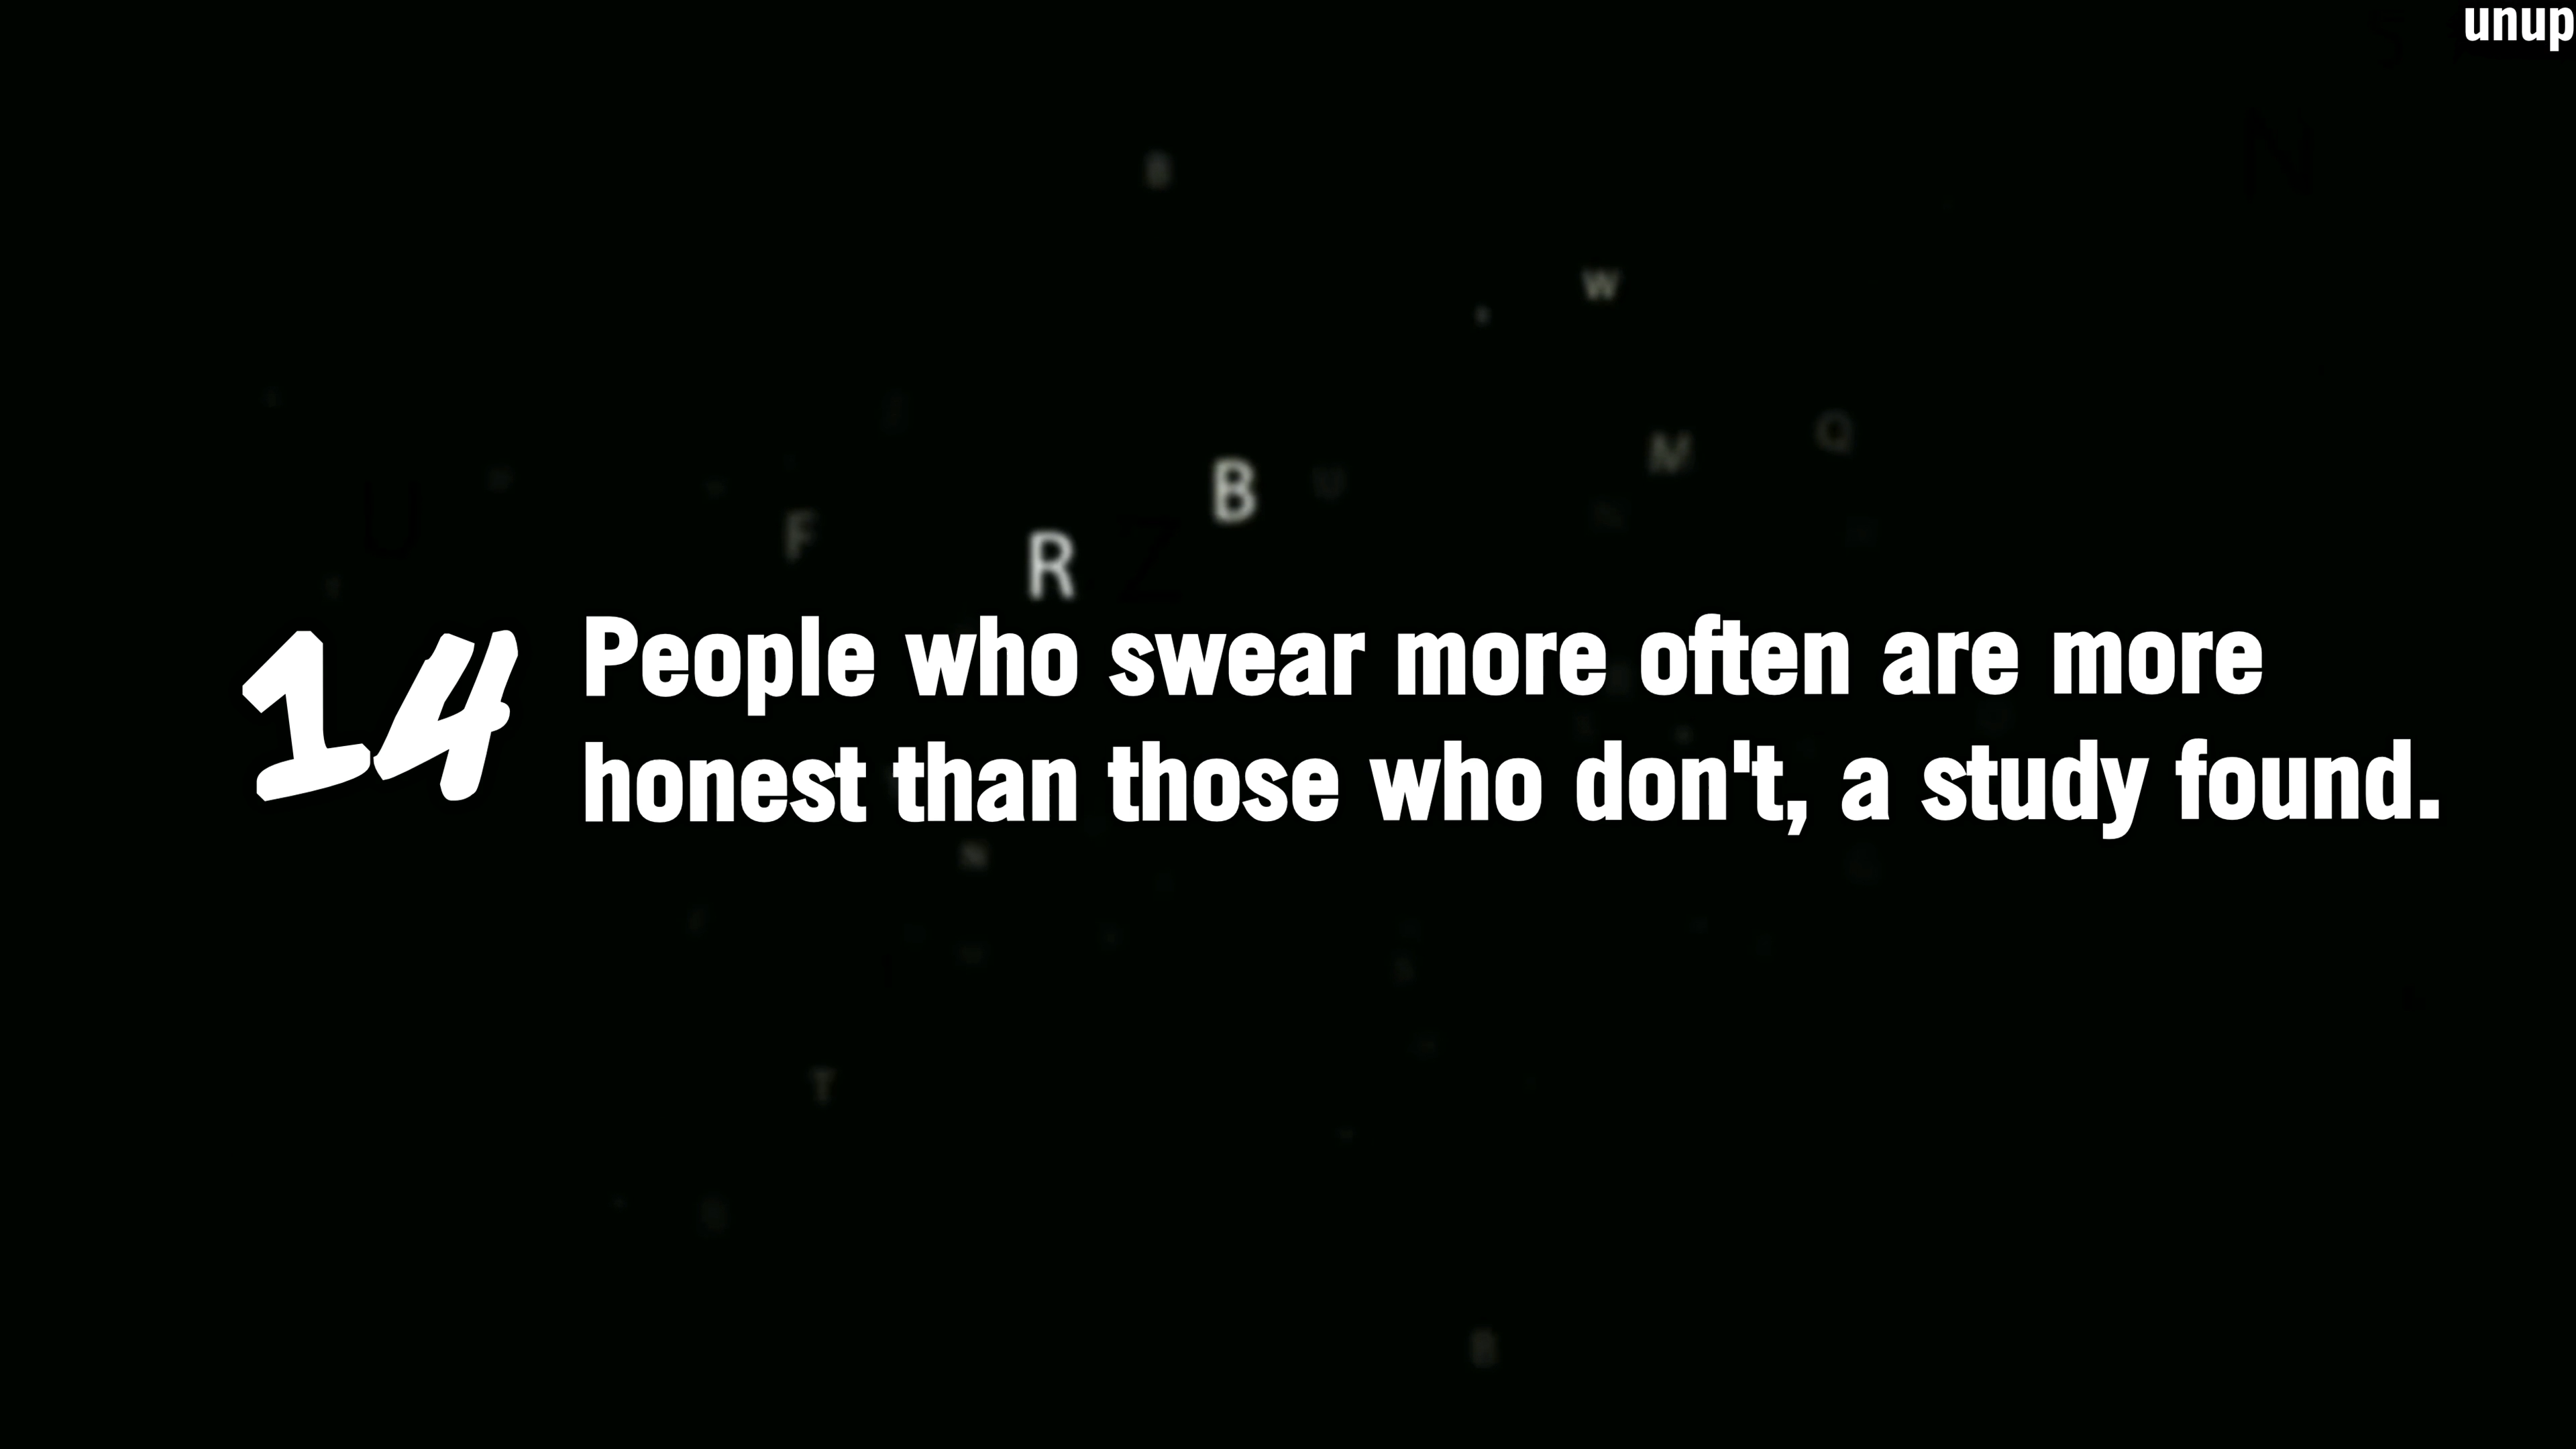 unup
B
W
M Q
B
F
R
14 People who swear more often are more
honest than those who don't, a study found.
T